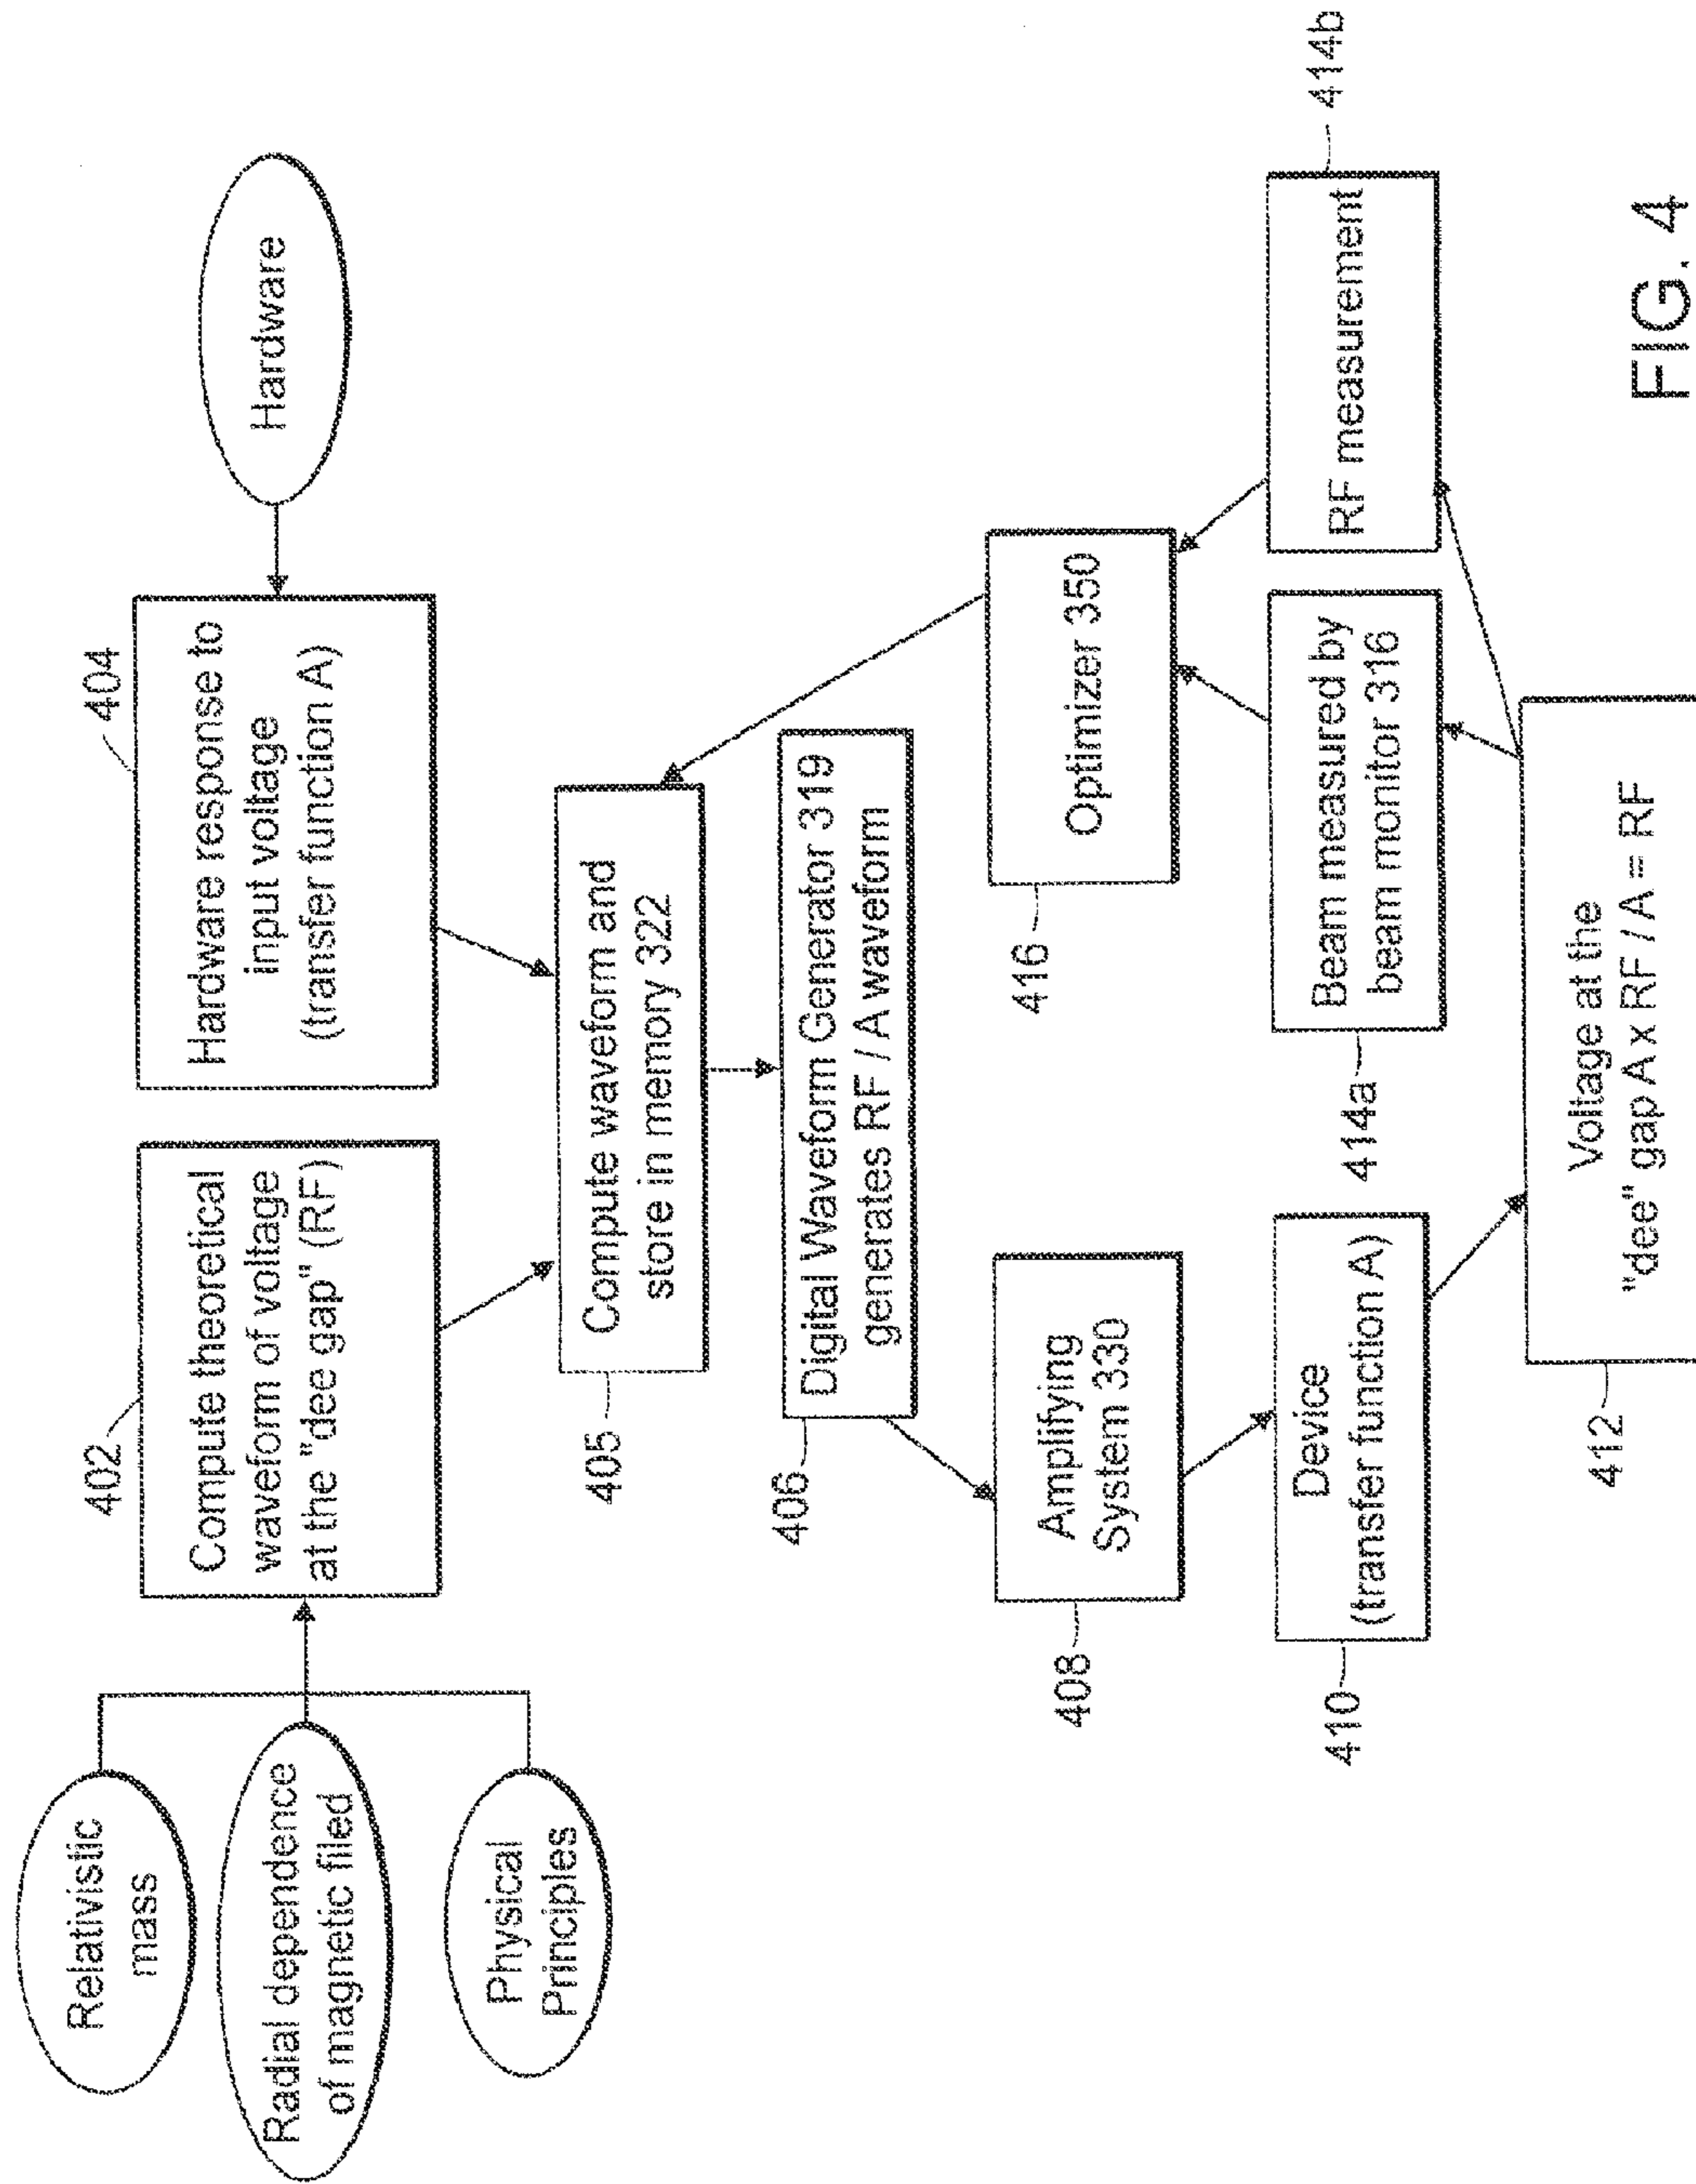 Relativistic
mass
Radial dependence
of magnetic filed
Physical
Principles
402
Compute theoretical
waveform of voltage
at the "dee gap" (RF)
404
Hardware response to
input voltage
(transfer function A)
Hardware
405
Compute waveform and
store in memory 322
406
Digital Waveform Generator 319
generates RF / A waveform
408
Amplifying
System 330
416
Optimizer 350
410
Device
(transfer function A)
414a
Beam measured by
beam monitor 316
RF measurement
414b
412
Voltage at the
"dee" gap A x RF / A = RF
FIG. 4